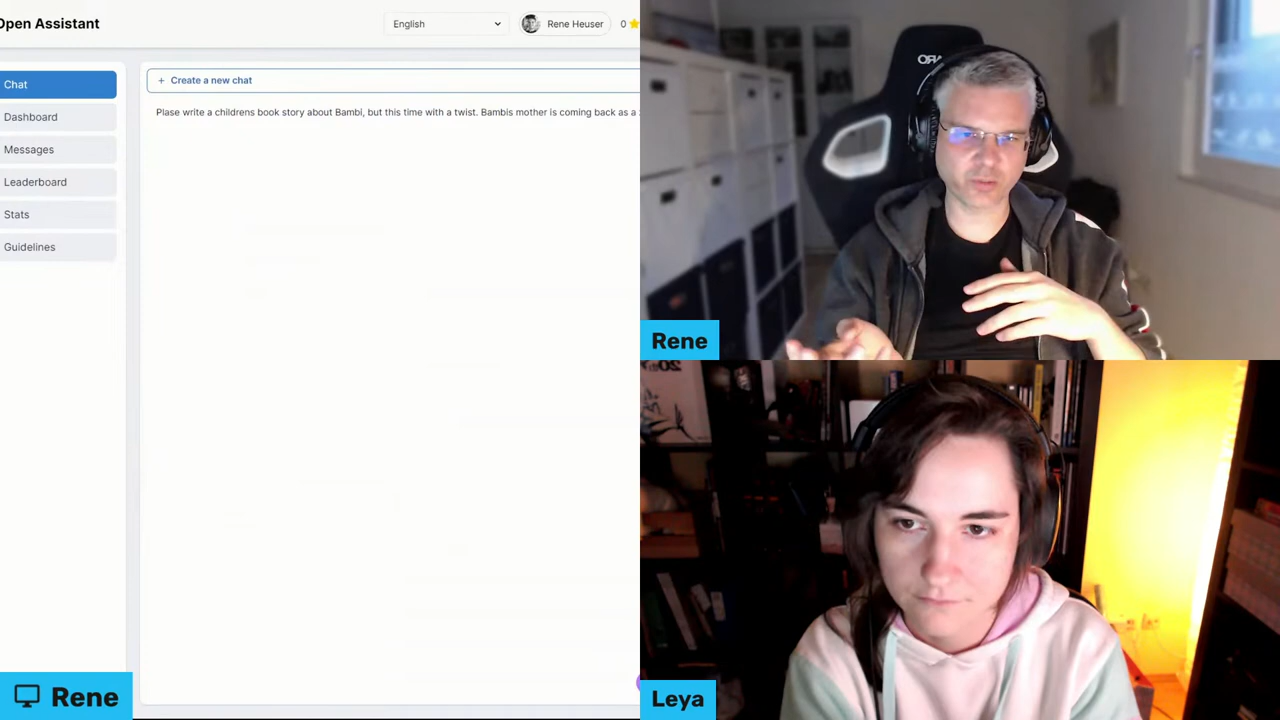 Open Assistant
English
Rene Heuser
0
Chat
Dashboard
Messages
Leaderboard
Stats
Guidelines
+ Create a new chat
Plase write a childrens book story about Bambi, but this time with a twist. Bambis mother is coming back as a
Rene
Rene
Leya